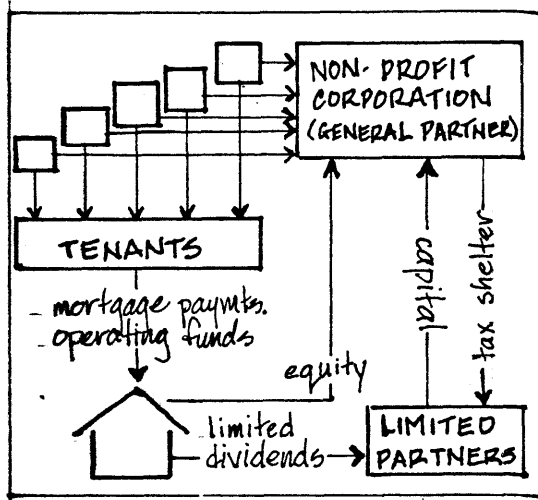 NON-PROFIT
CORPORATION
(GENERAL PARTNER)
TENANTS
- mortgage paymts.
- operating funds
capital
tax shelter
equity
limited
dividends
LIMITED
PARTNERS